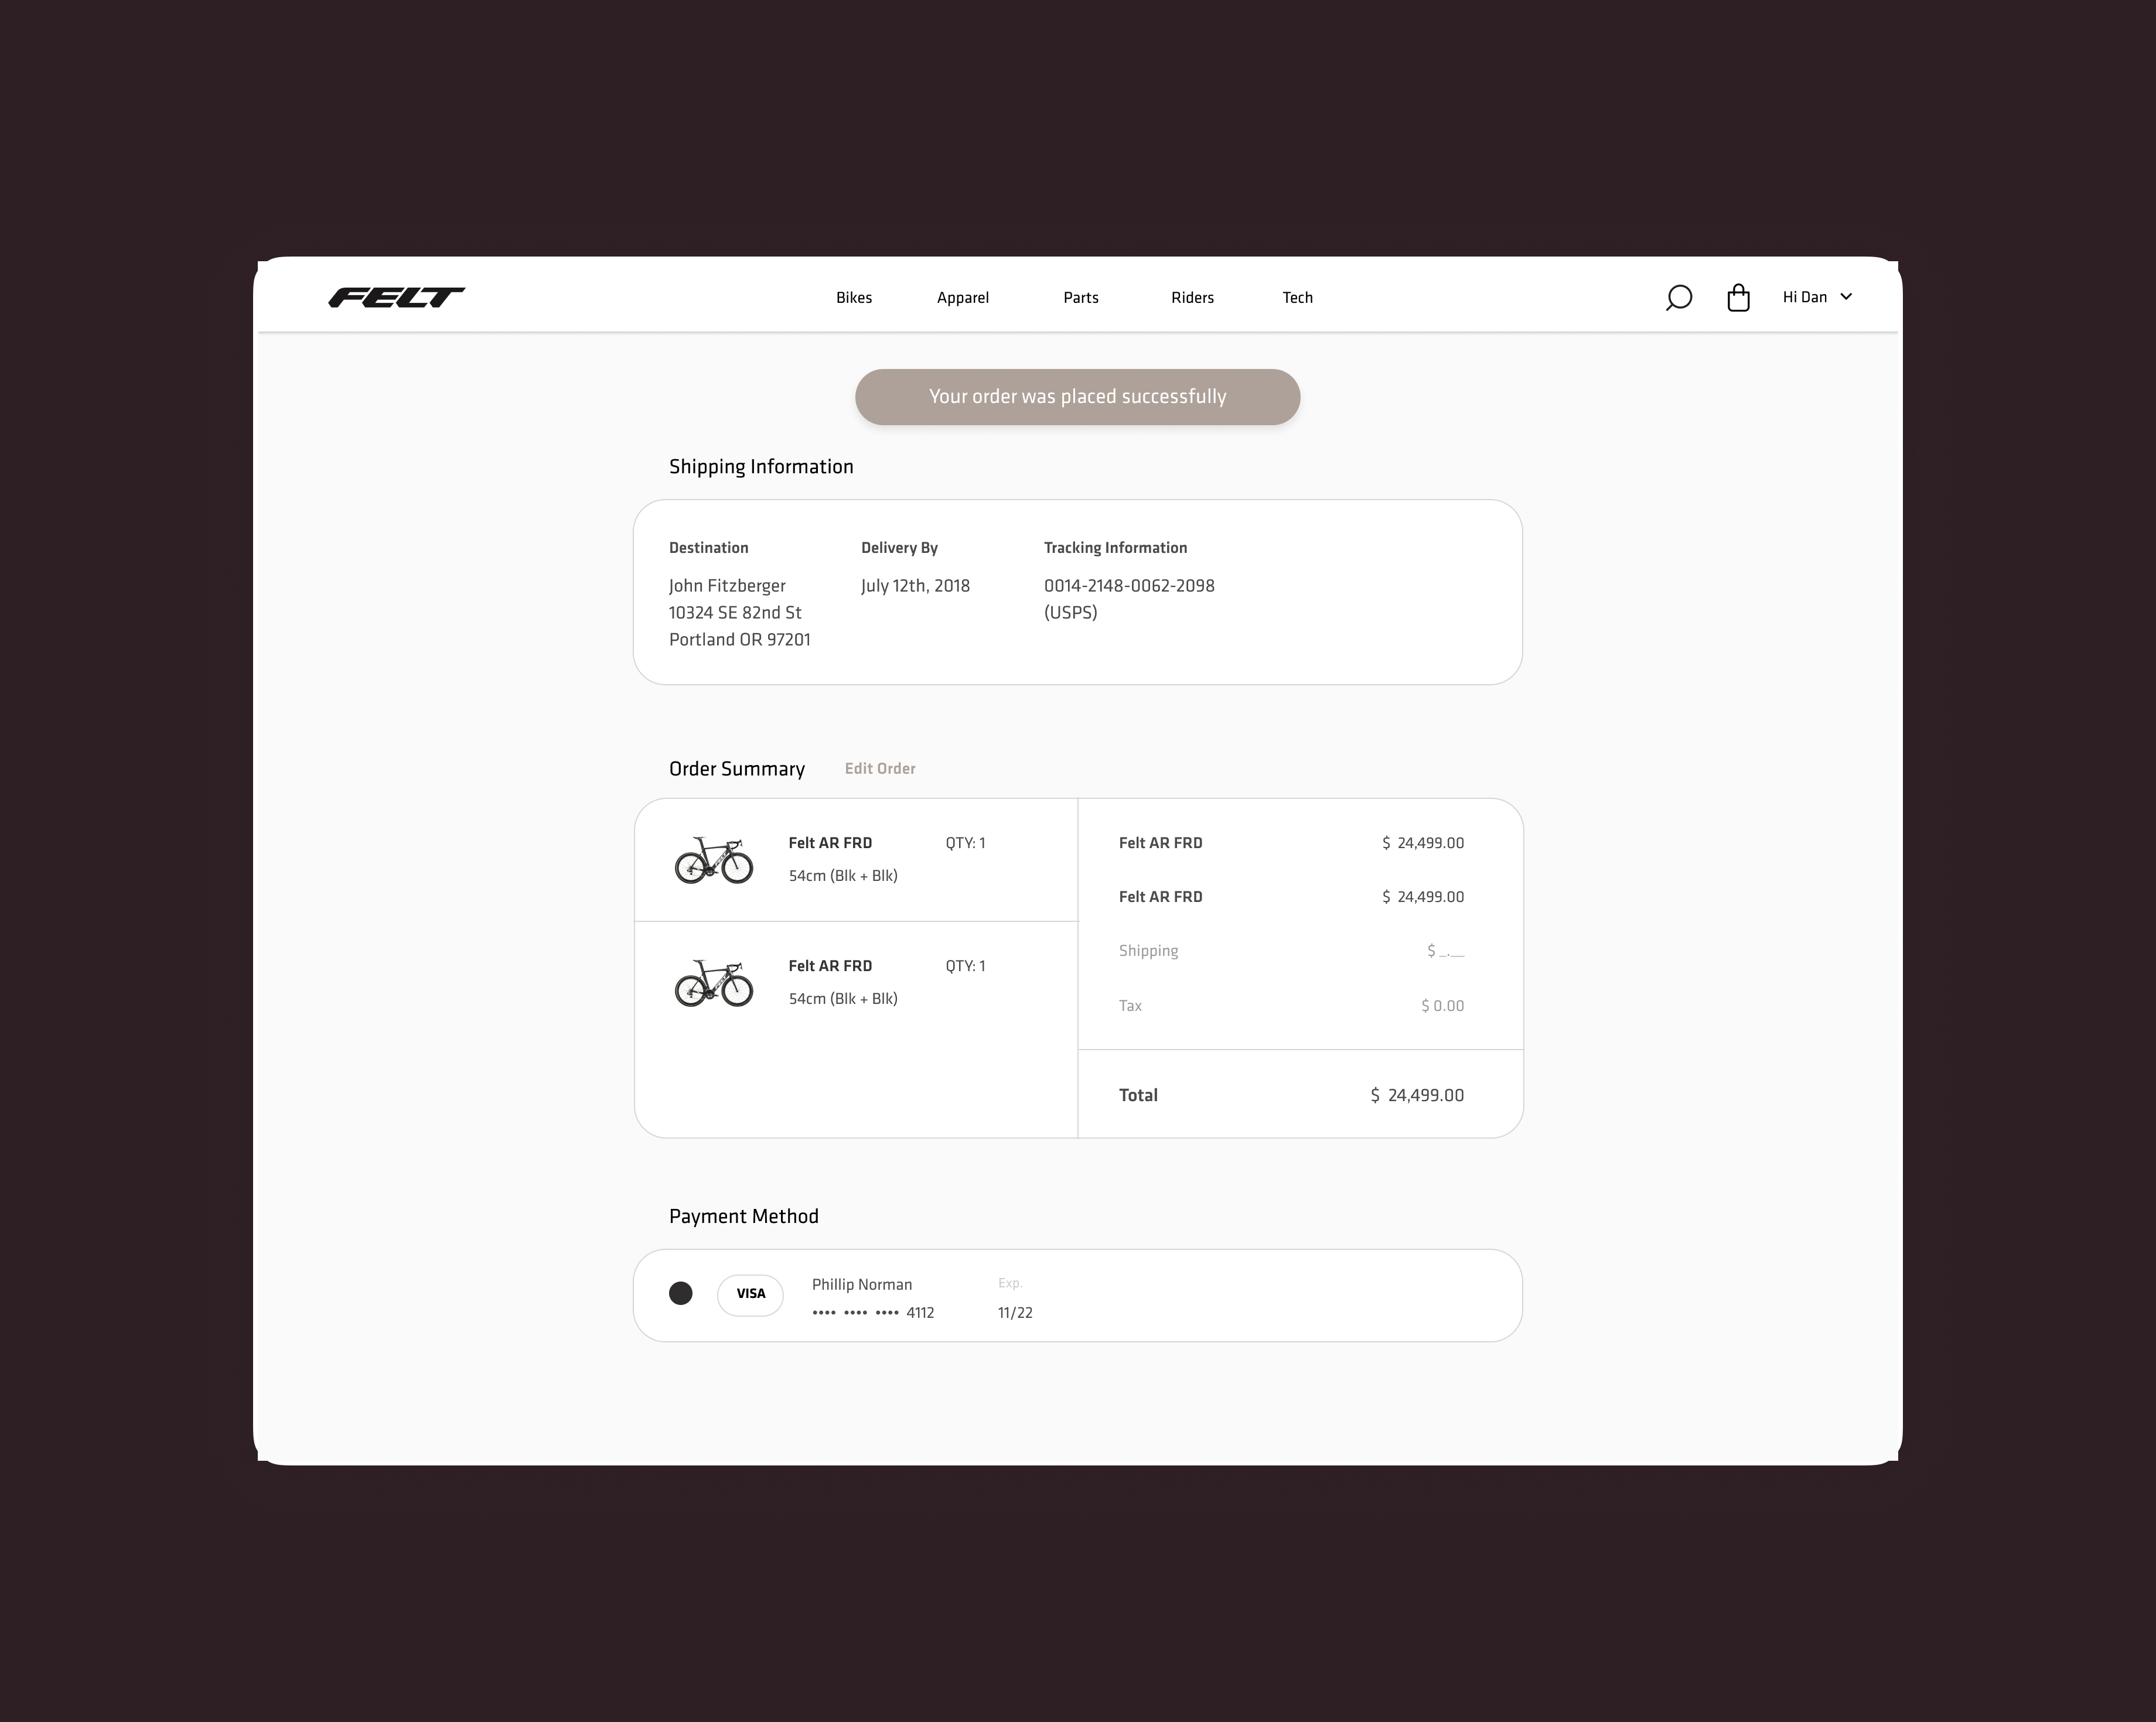 FELT
Bikes
Apparel
Parts
Riders
Tech
Hi Dan
Your order was placed successfully
Shipping Information
Destination
John Fitzberger
10324 SE 82nd St
Portland OR 97201
Delivery By
July 12th, 2018
Tracking Information
0014-2148-0062-2098
(USPS)
Order Summary
Edit Order
Felt AR FRD
QTY: 1
54cm (Blk + Blk)
Felt AR FRD
QTY: 1
54cm (Blk + Blk)
Felt AR FRD
$ 24,499.00
Felt AR FRD
$ 24,499.00
Shipping
$ _.__
Tax
$ 0.00
Total
$ 24,499.00
Payment Method
VISA
Phillip Norman
•••• •••• •••• 4112
Exp.
11/22